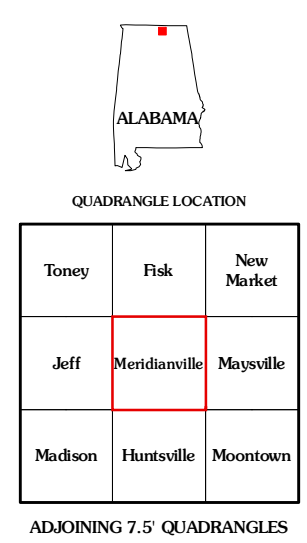 ALABAMA
QUADRANGLE LOCATION
Toney Fisk New Market
Jeff Meridianville Maysville
Madison Huntsville Moontown
ADJOINING 7.5' QUADRANGLES